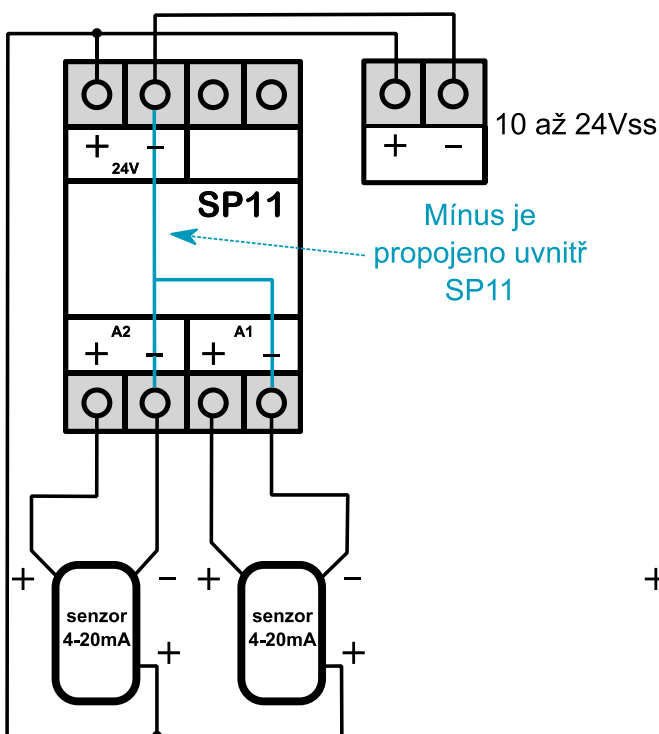 + −
24V
+ −
10 až 24Vss
SP11
Mínus je
propojeno uvnitř
SP11
A2
A1
+ − + −
+ − + −
+
senzor
4-20mA
senzor
4-20mA
+
+